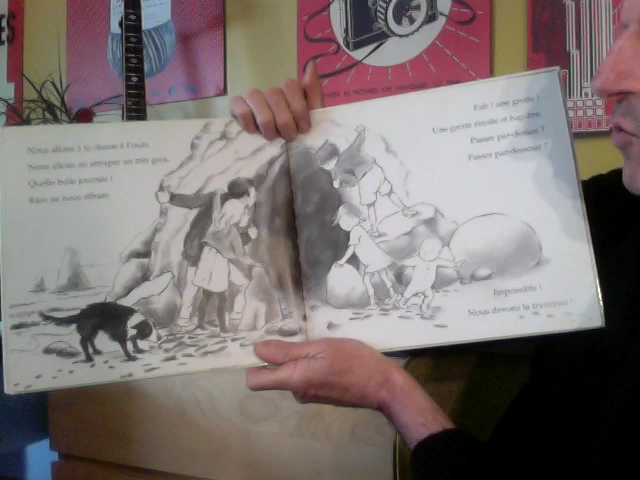 Nous allons à la chasse à l'ours.
Nous allons en attraper un très gros.
Quelle belle journée !
Rien ne nous effraie.
Euh ! une grotte !
Une grotte étroite et lugubre.
Passer par-dessus ?
Passer par-dessous ?
Impossible !
Nous devons la traverser !